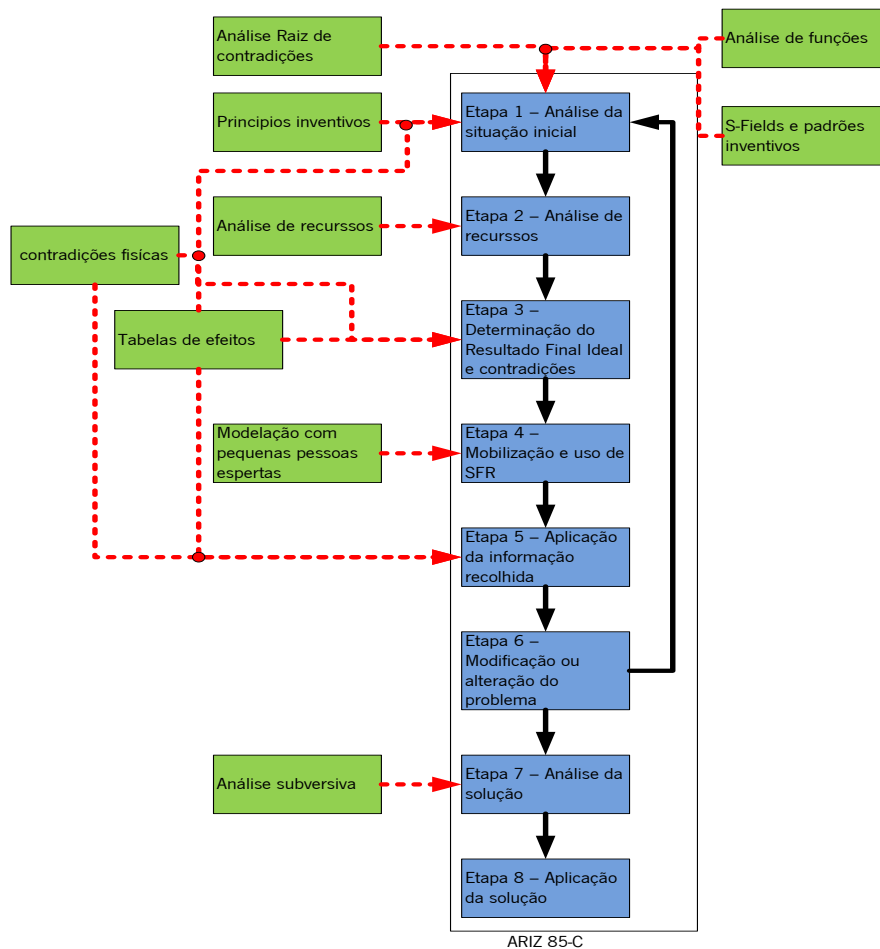 Análise Raiz de
contradições
Análise de funções
Principios inventivos
Etapa 1 – Análise da
situação inicial
S-Fields e padrões
inventivos
Análise de recurssos
Etapa 2 – Análise de
recurssos
contradições fisícas
Tabelas de efeitos
Etapa 3 –
Determinação do
Resultado Final Ideal
e contradições
Modelação com
pequenas pessoas
espertas
Etapa 4 –
Mobilização e uso de
SFR
Etapa 5 – Aplicação
da informação
recolhida
Etapa 6 –
Modificação ou
alteração do
problema
Análise subversiva
Etapa 7 – Análise da
solução
Etapa 8 – Aplicação
da solução
ARIZ 85-C